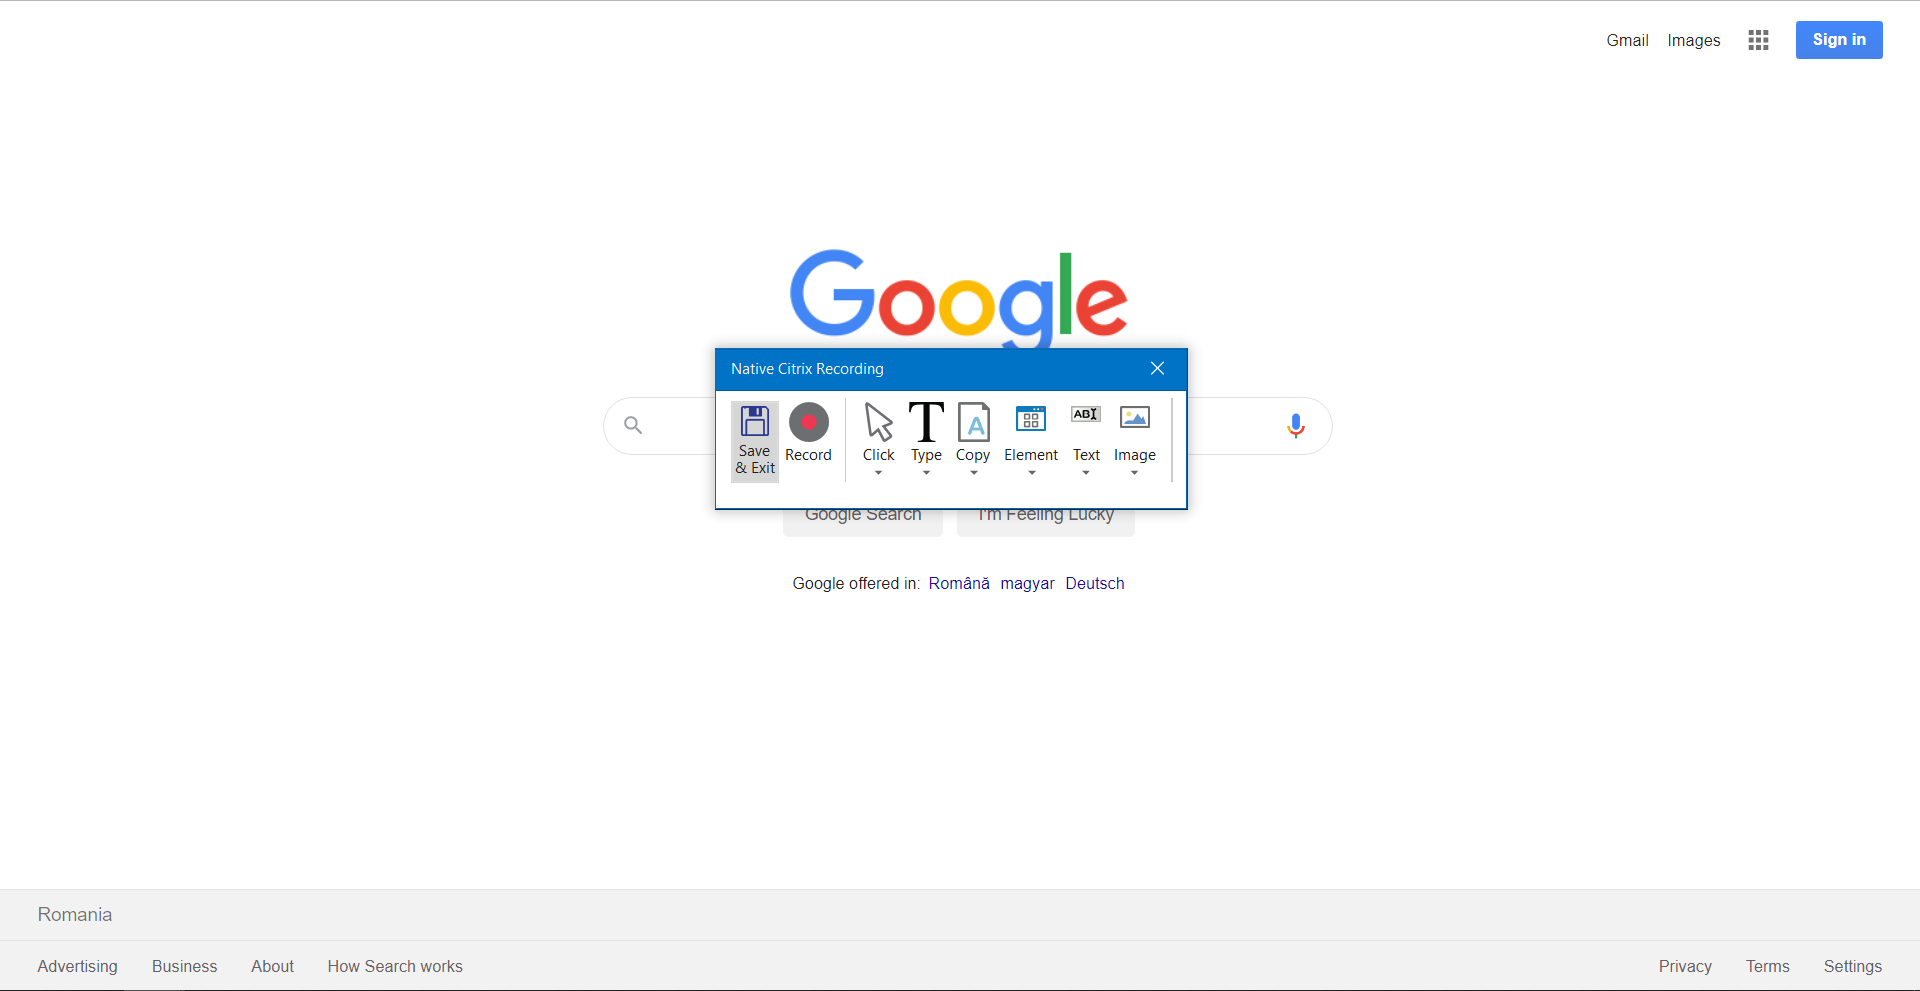 Gmail Images Sign in
Google
Native Citrix Recording
Save & Exit Record Click Type Copy Element Text Image
A ABI
Google Search I'm Feeling Lucky
Google offered in: Română magyar Deutsch
Romania
Advertising Business About How Search works Privacy Terms Settings